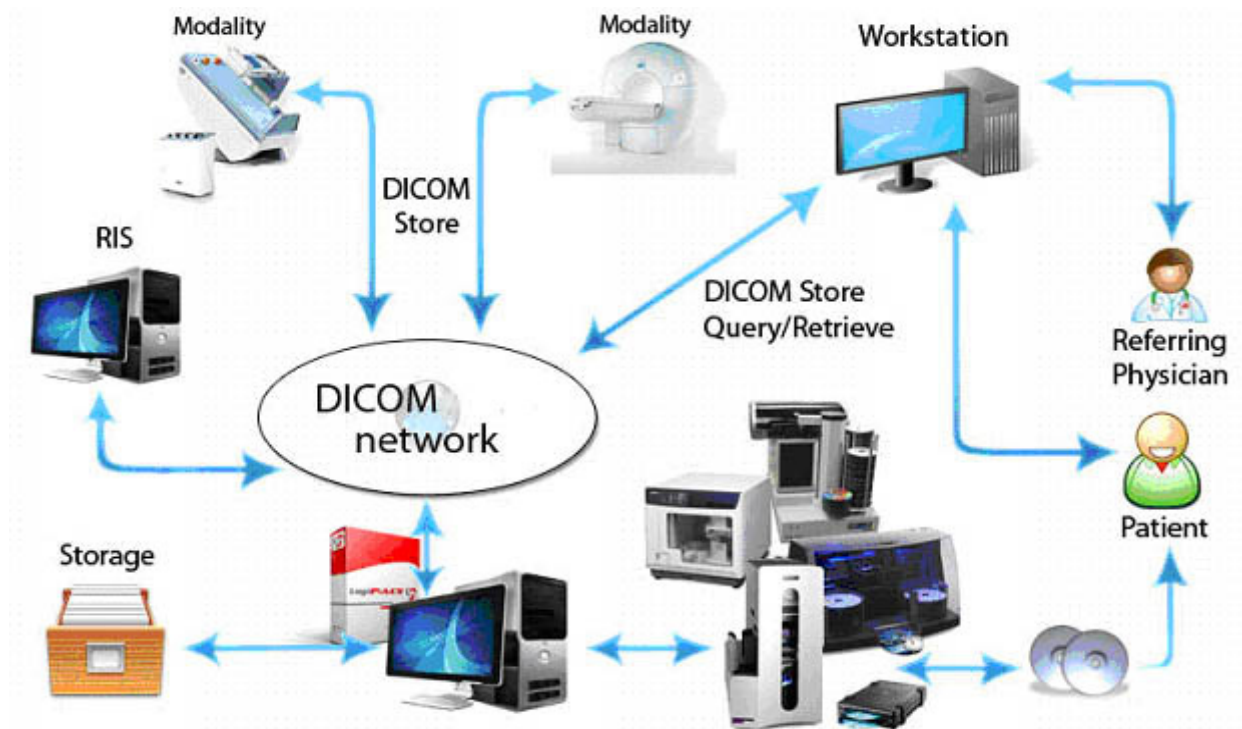 Modality
Modality
Workstation
DICOM
Store
RIS
DICOM Store
Query/Retrieve
Referring
Physician
DICOM
network
Patient
Storage